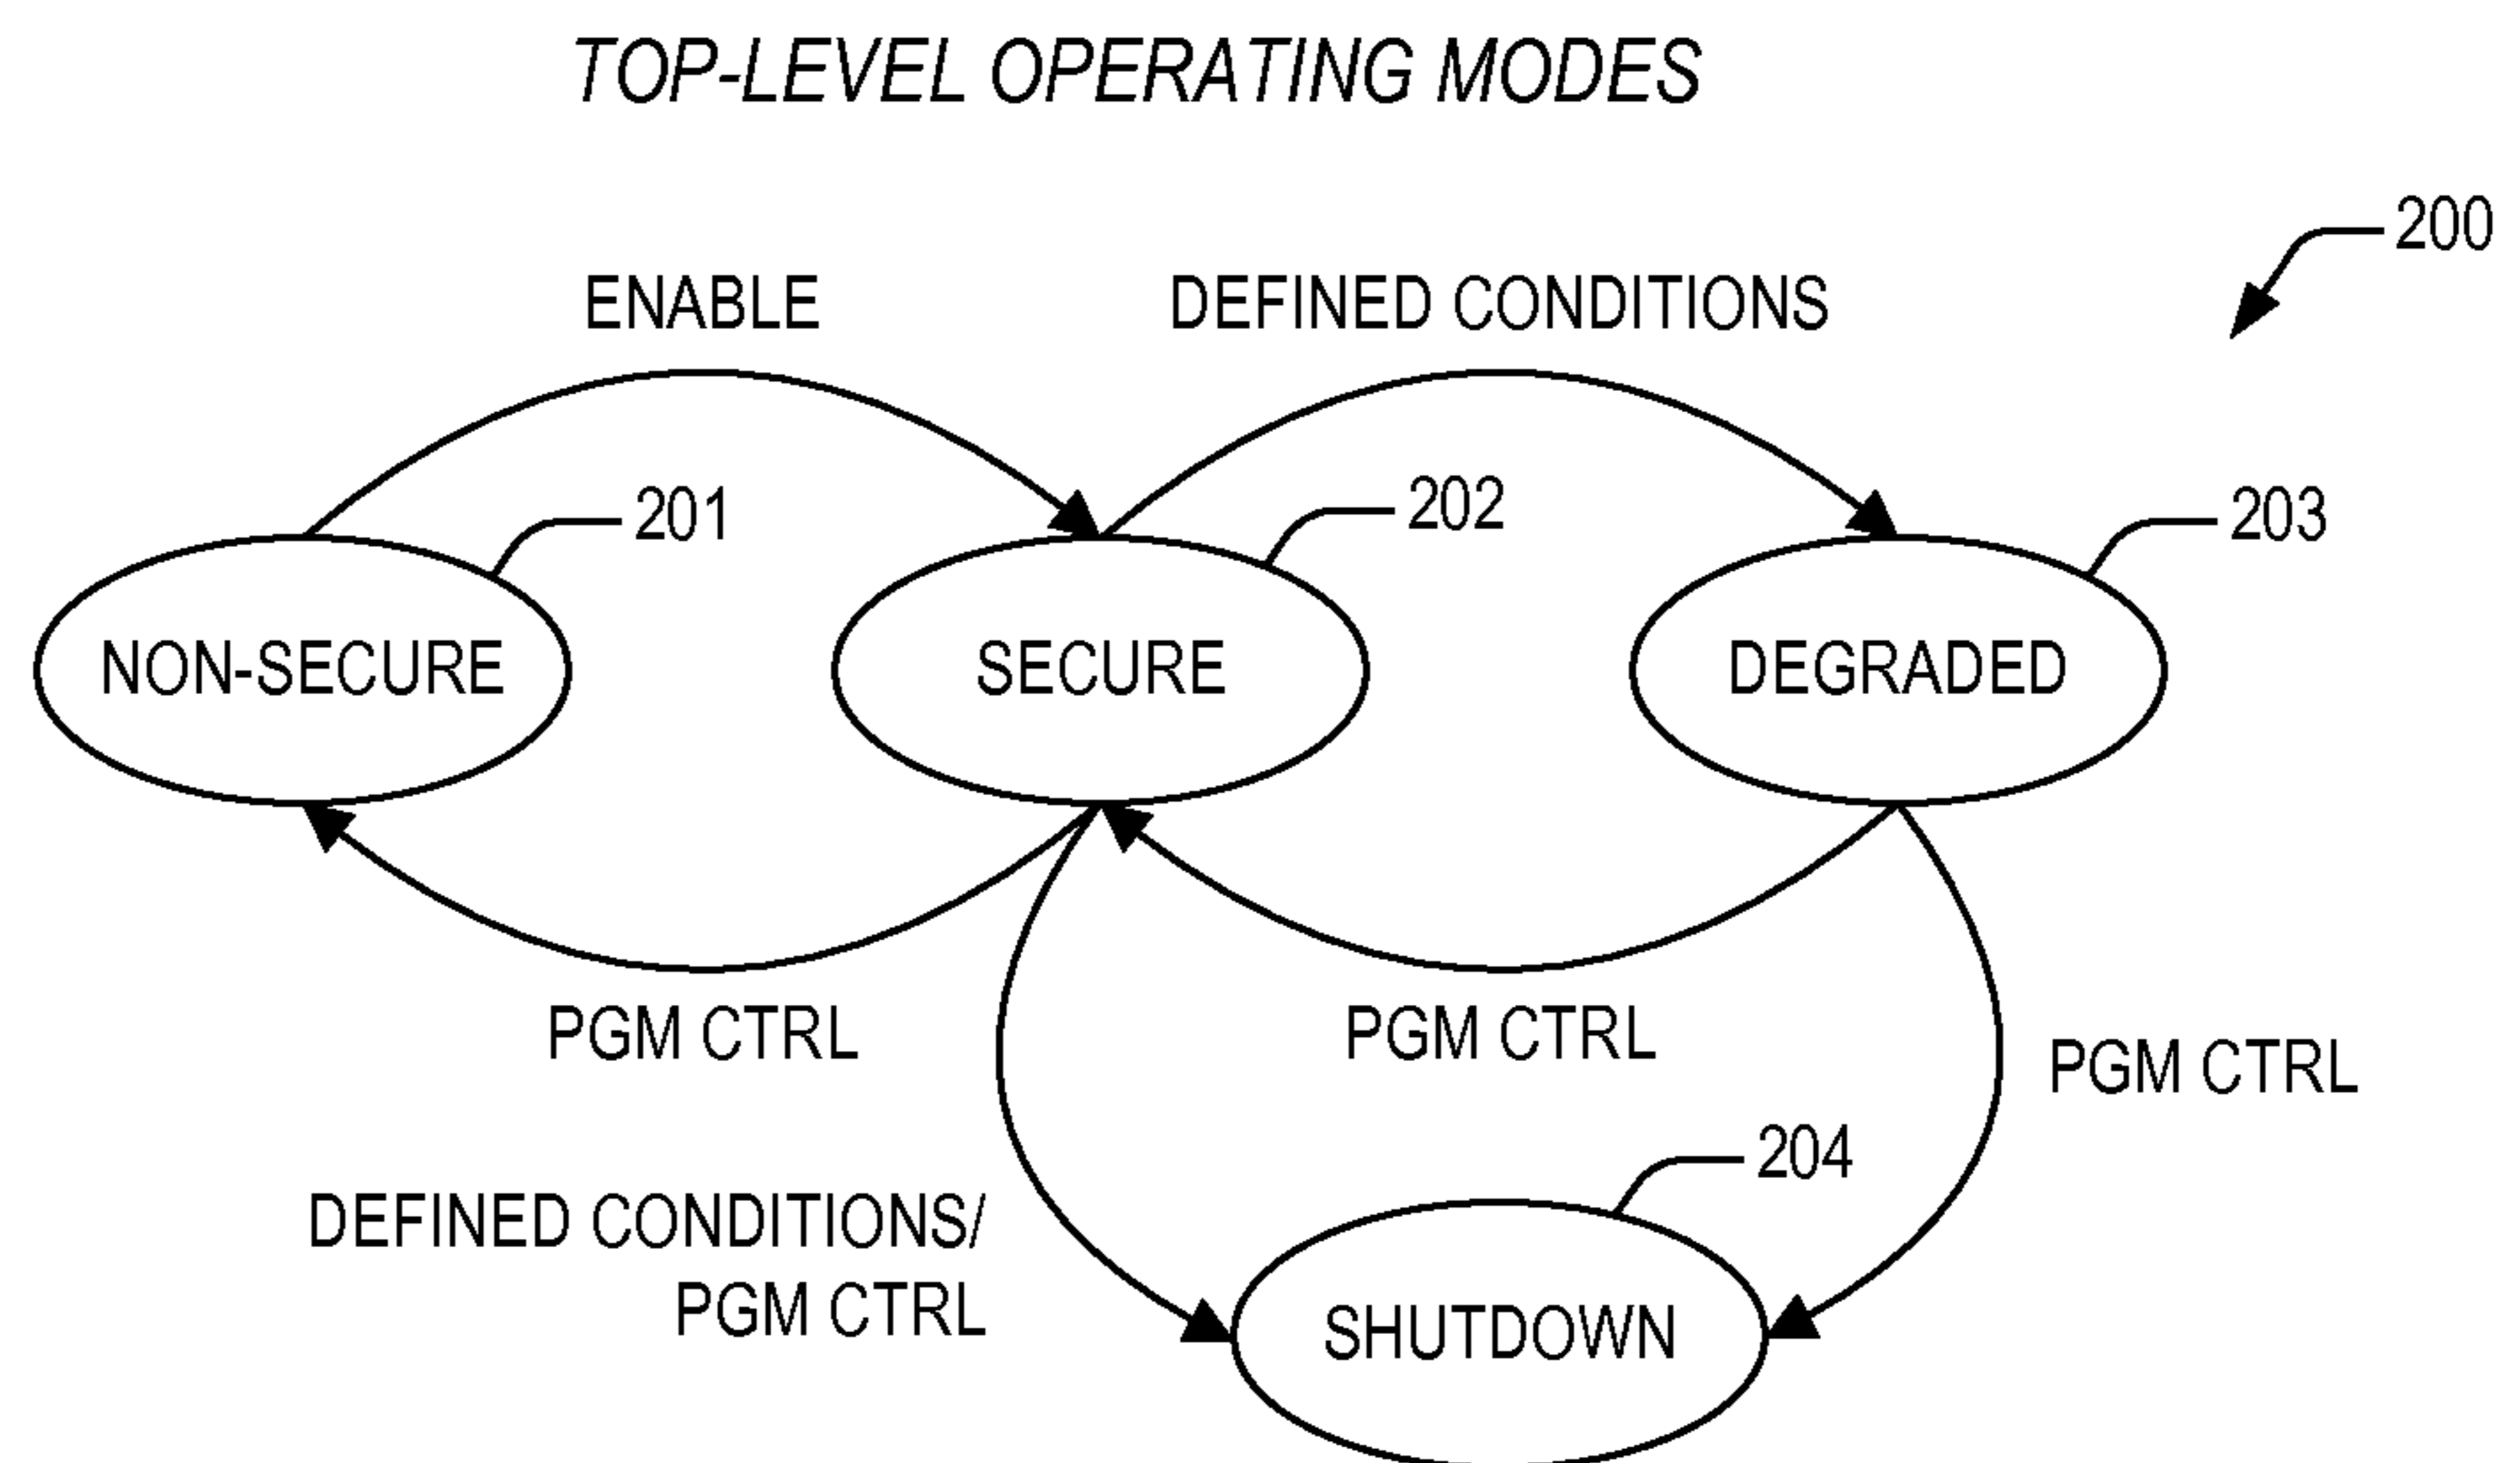 TOP-LEVEL OPERATING MODES
200
ENABLE
DEFINED CONDITIONS
201
202
203
NON-SECURE
SECURE
DEGRADED
PGM CTRL
PGM CTRL
PGM CTRL
204
DEFINED CONDITIONS/
PGM CTRL
SHUTDOWN